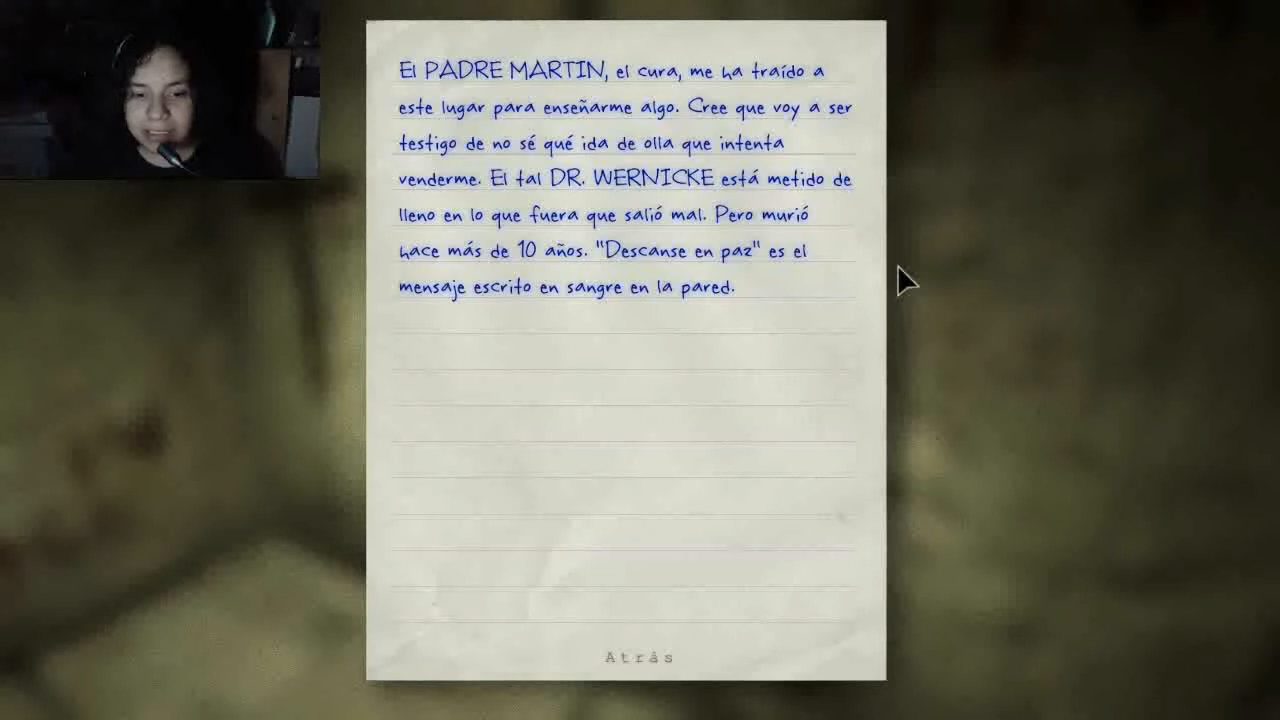 El PADRE MARTIN, el cura, me ha traído a
este lugar para enseñarme algo. Cree que voy a ser
testigo de no sé qué ida de olla que intenta
venderme. El tal DR. WERNICKE está metido de
lleno en lo que fuera que salió mal. Pero murió
hace más de 10 años. "Descanse en paz" es el
mensaje escrito en sangre en la pared.
Atrás